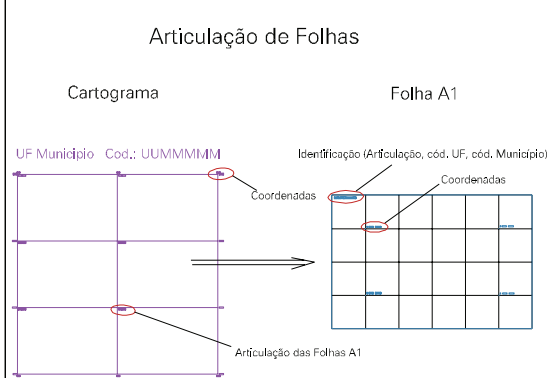 Articulação de Folhas
Cartograma
Folha A1
UF Municipio Cod.: UUMMMMM
Identificação (Articulação, cód. UF, cód. Município)
Coordenadas
Coordenadas
Articulação das Folhas A1